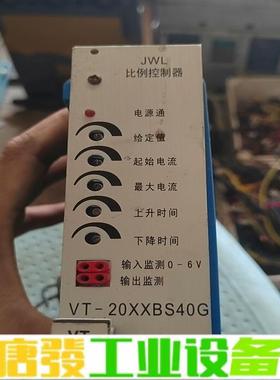 JWL
比例控制器
电源通
给定值
起始电流
最大电流
上升时间
下降时间
输入监测0-6V
输出监测
VT-20XXBS40G
VT
唐發工业设备